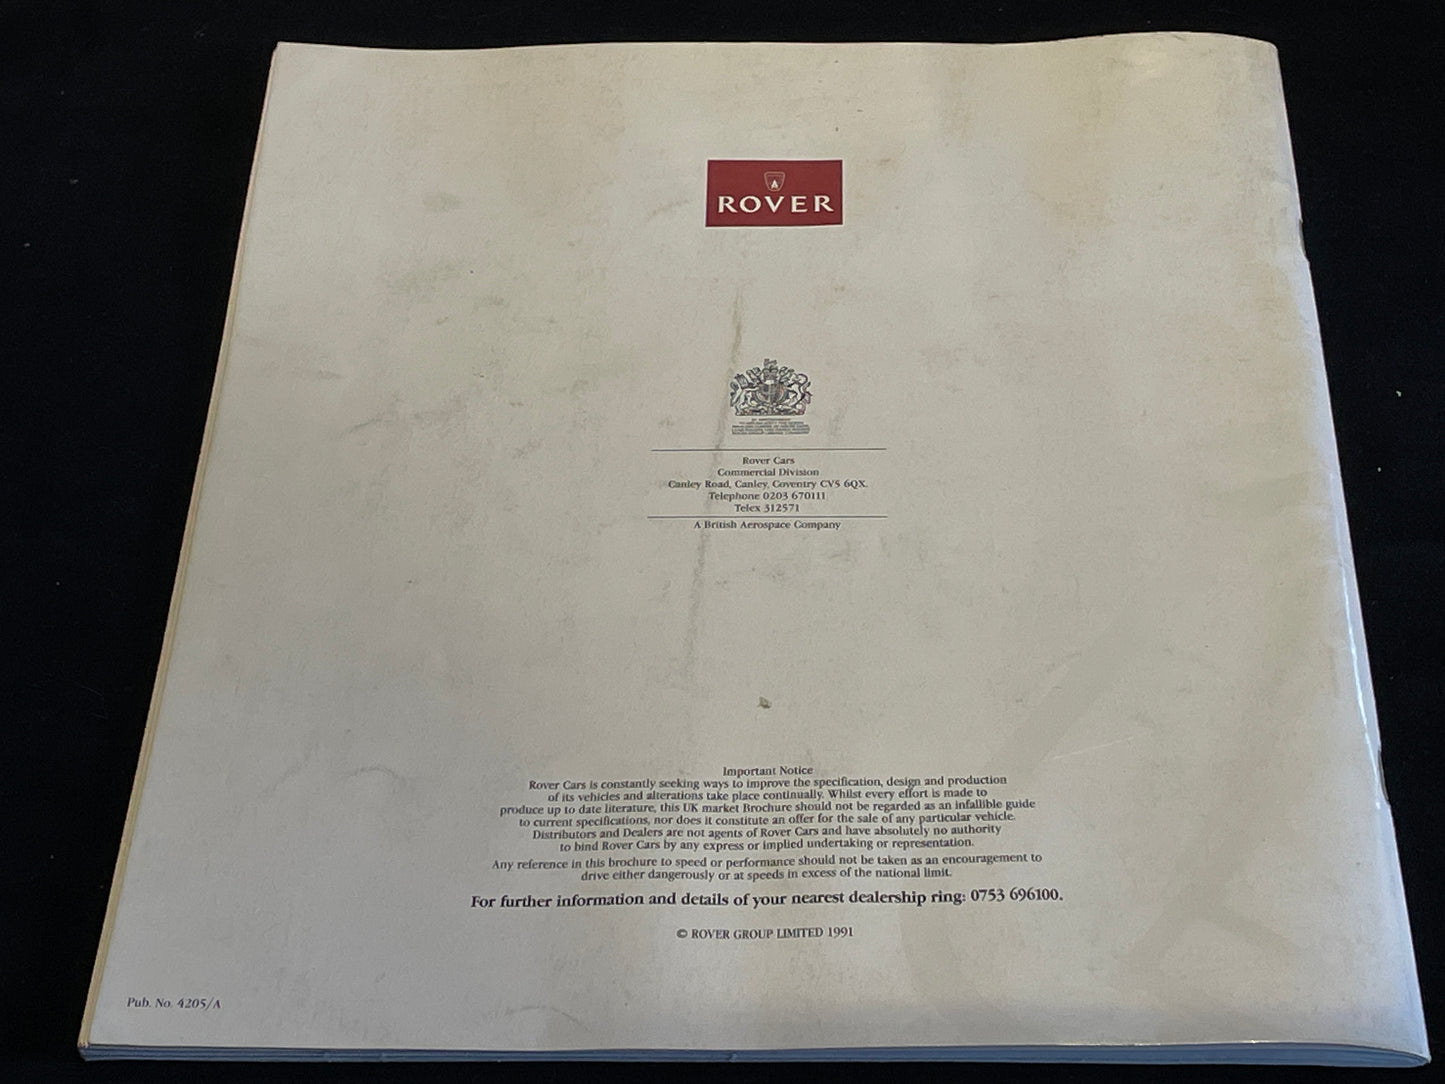 ROVER
Rover Cars
Commercial Division
Canley Road, Canley, Coventry CV5 6QX.
Telephone 0203 670111
Telex 312571
A British Aerospace Company
Important Notice
Rover Cars is constantly seeking ways to improve the specification, design and production
of its vehicles and alterations take place continually. Whilst every effort is made to
produce up to date literature, this UK market Brochure should not be regarded as an infallible guide
to current specifications, nor does it constitute an offer for the sale of any particular vehicle.
Distributors and Dealers are not agents of Rover Cars and have absolutely no authority
to bind Rover Cars by any express or implied undertaking or representation.
Any reference in this brochure to speed or performance should not be taken as an encouragement to
drive either dangerously or at speeds in excess of the national limit.
For further information and details of your nearest dealership ring: 0753 696100.
© ROVER GROUP LIMITED 1991
Pub. No. 4205/A